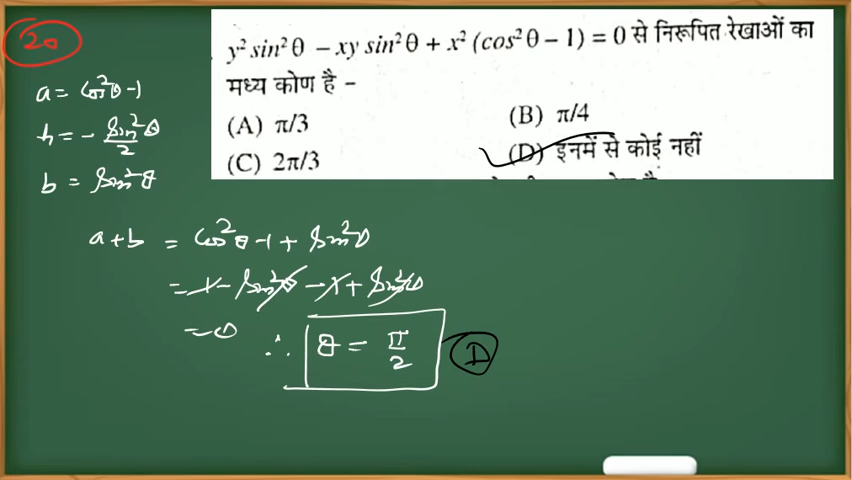 20
y² sin² θ − xy sin² θ + x² (cos² θ − 1) = 0 से निरूपित रेखाओं का
मध्य कोण है −
(A) π/3
(B) π/4
(C) 2π/3
(D) इनमें से कोई नहीं
a = cos²θ −1
h = − sin²θ/2
b = sin²θ
a+b = cos²θ −1 + sin²θ
= 1 − sin²θ − 1 + sin²θ
= 0
∴ θ = π/2
D